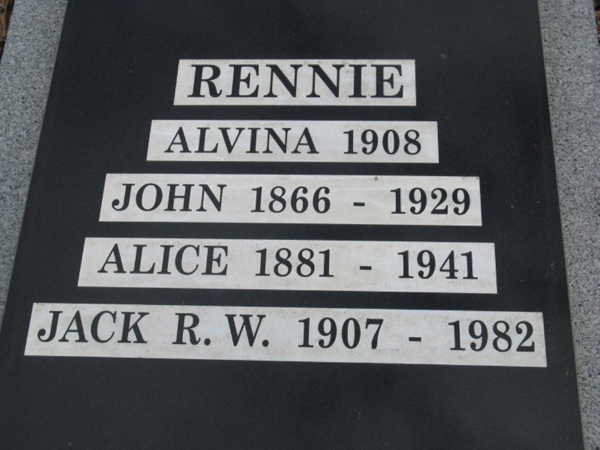 RENNIE
ALVINA 1908
JOHN 1866 - 1929
ALICE 1881 - 1941
JACK R. W. 1907 - 1982